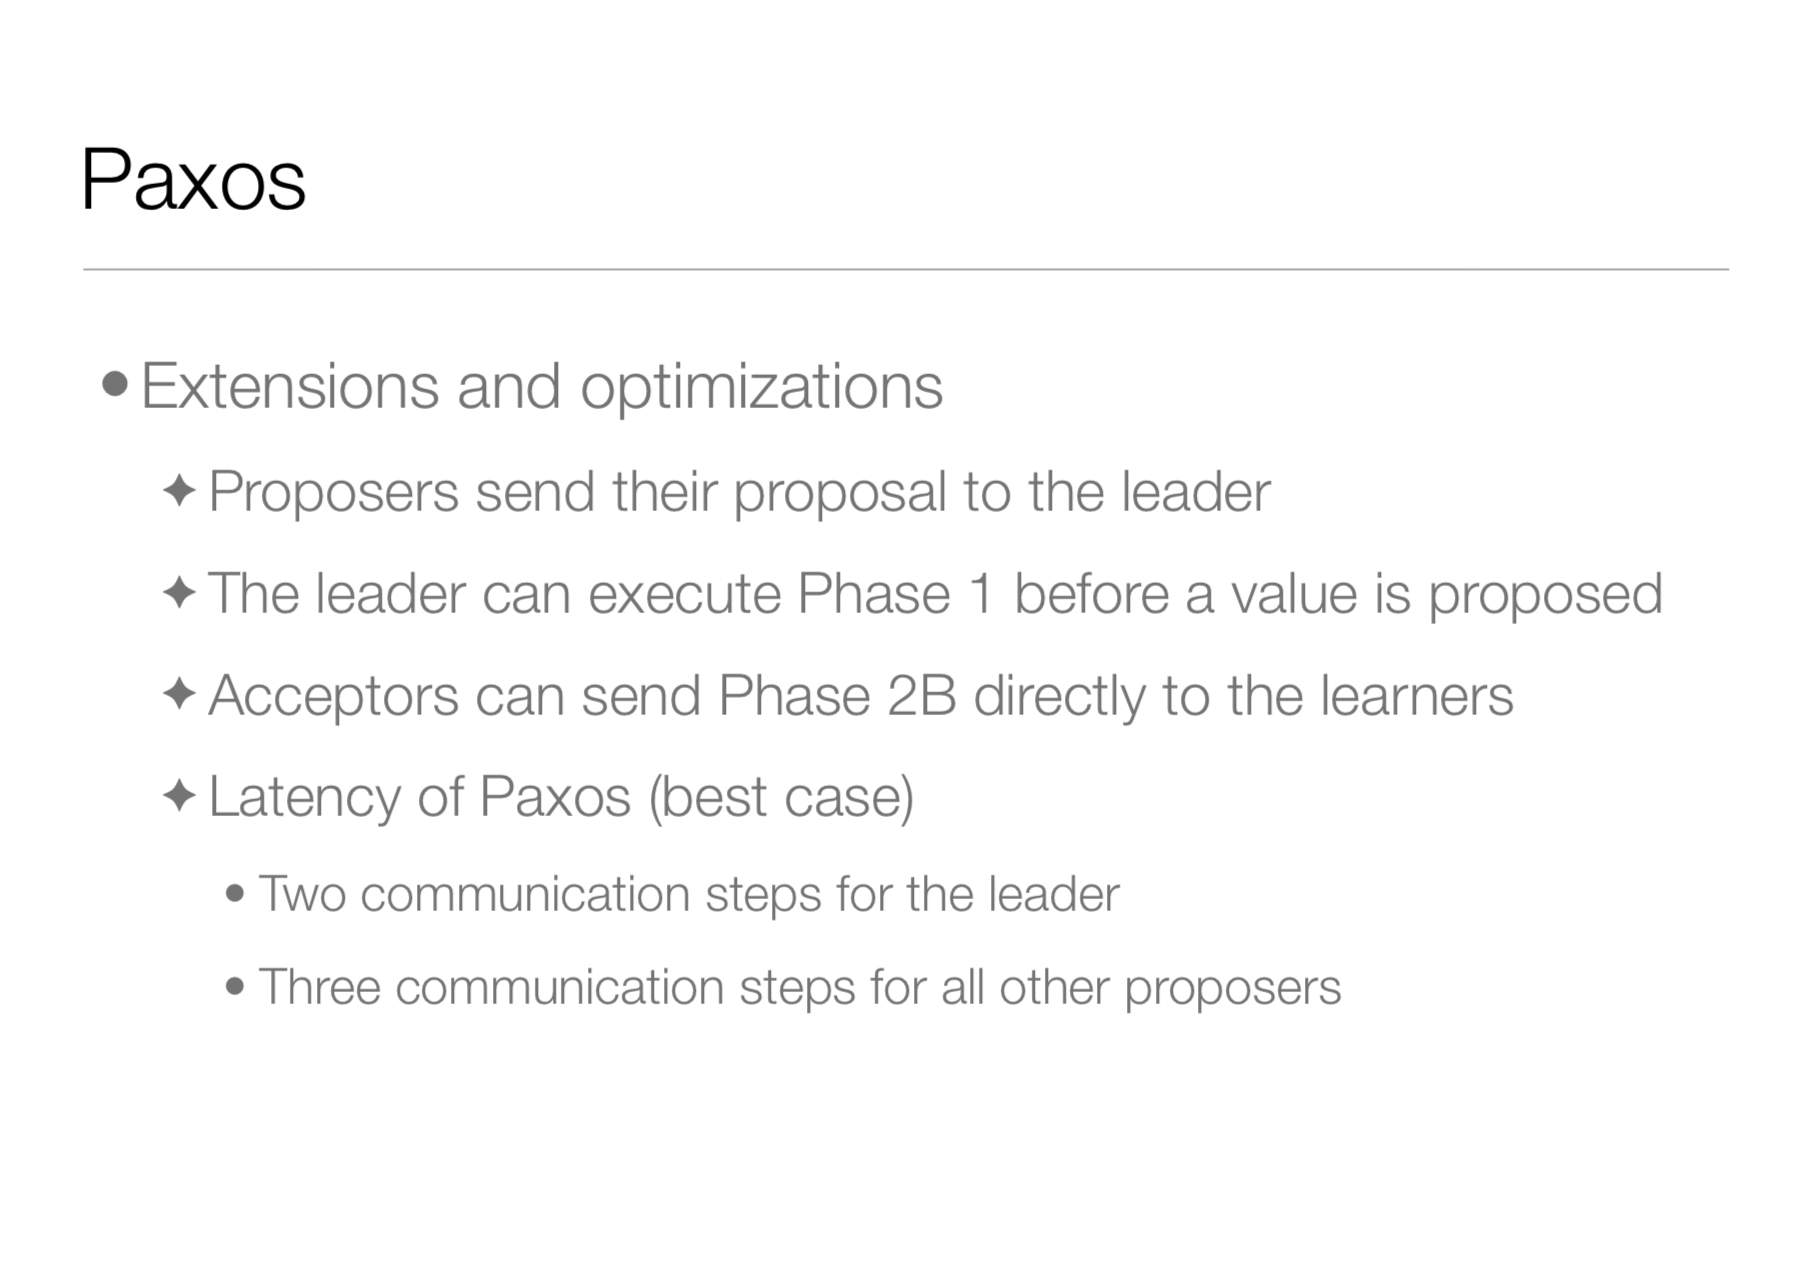 Paxos
• Extensions and optimizations
✦ Proposers send their proposal to the leader
✦ The leader can execute Phase 1 before a value is proposed
✦ Acceptors can send Phase 2B directly to the learners
✦ Latency of Paxos (best case)
• Two communication steps for the leader
• Three communication steps for all other proposers